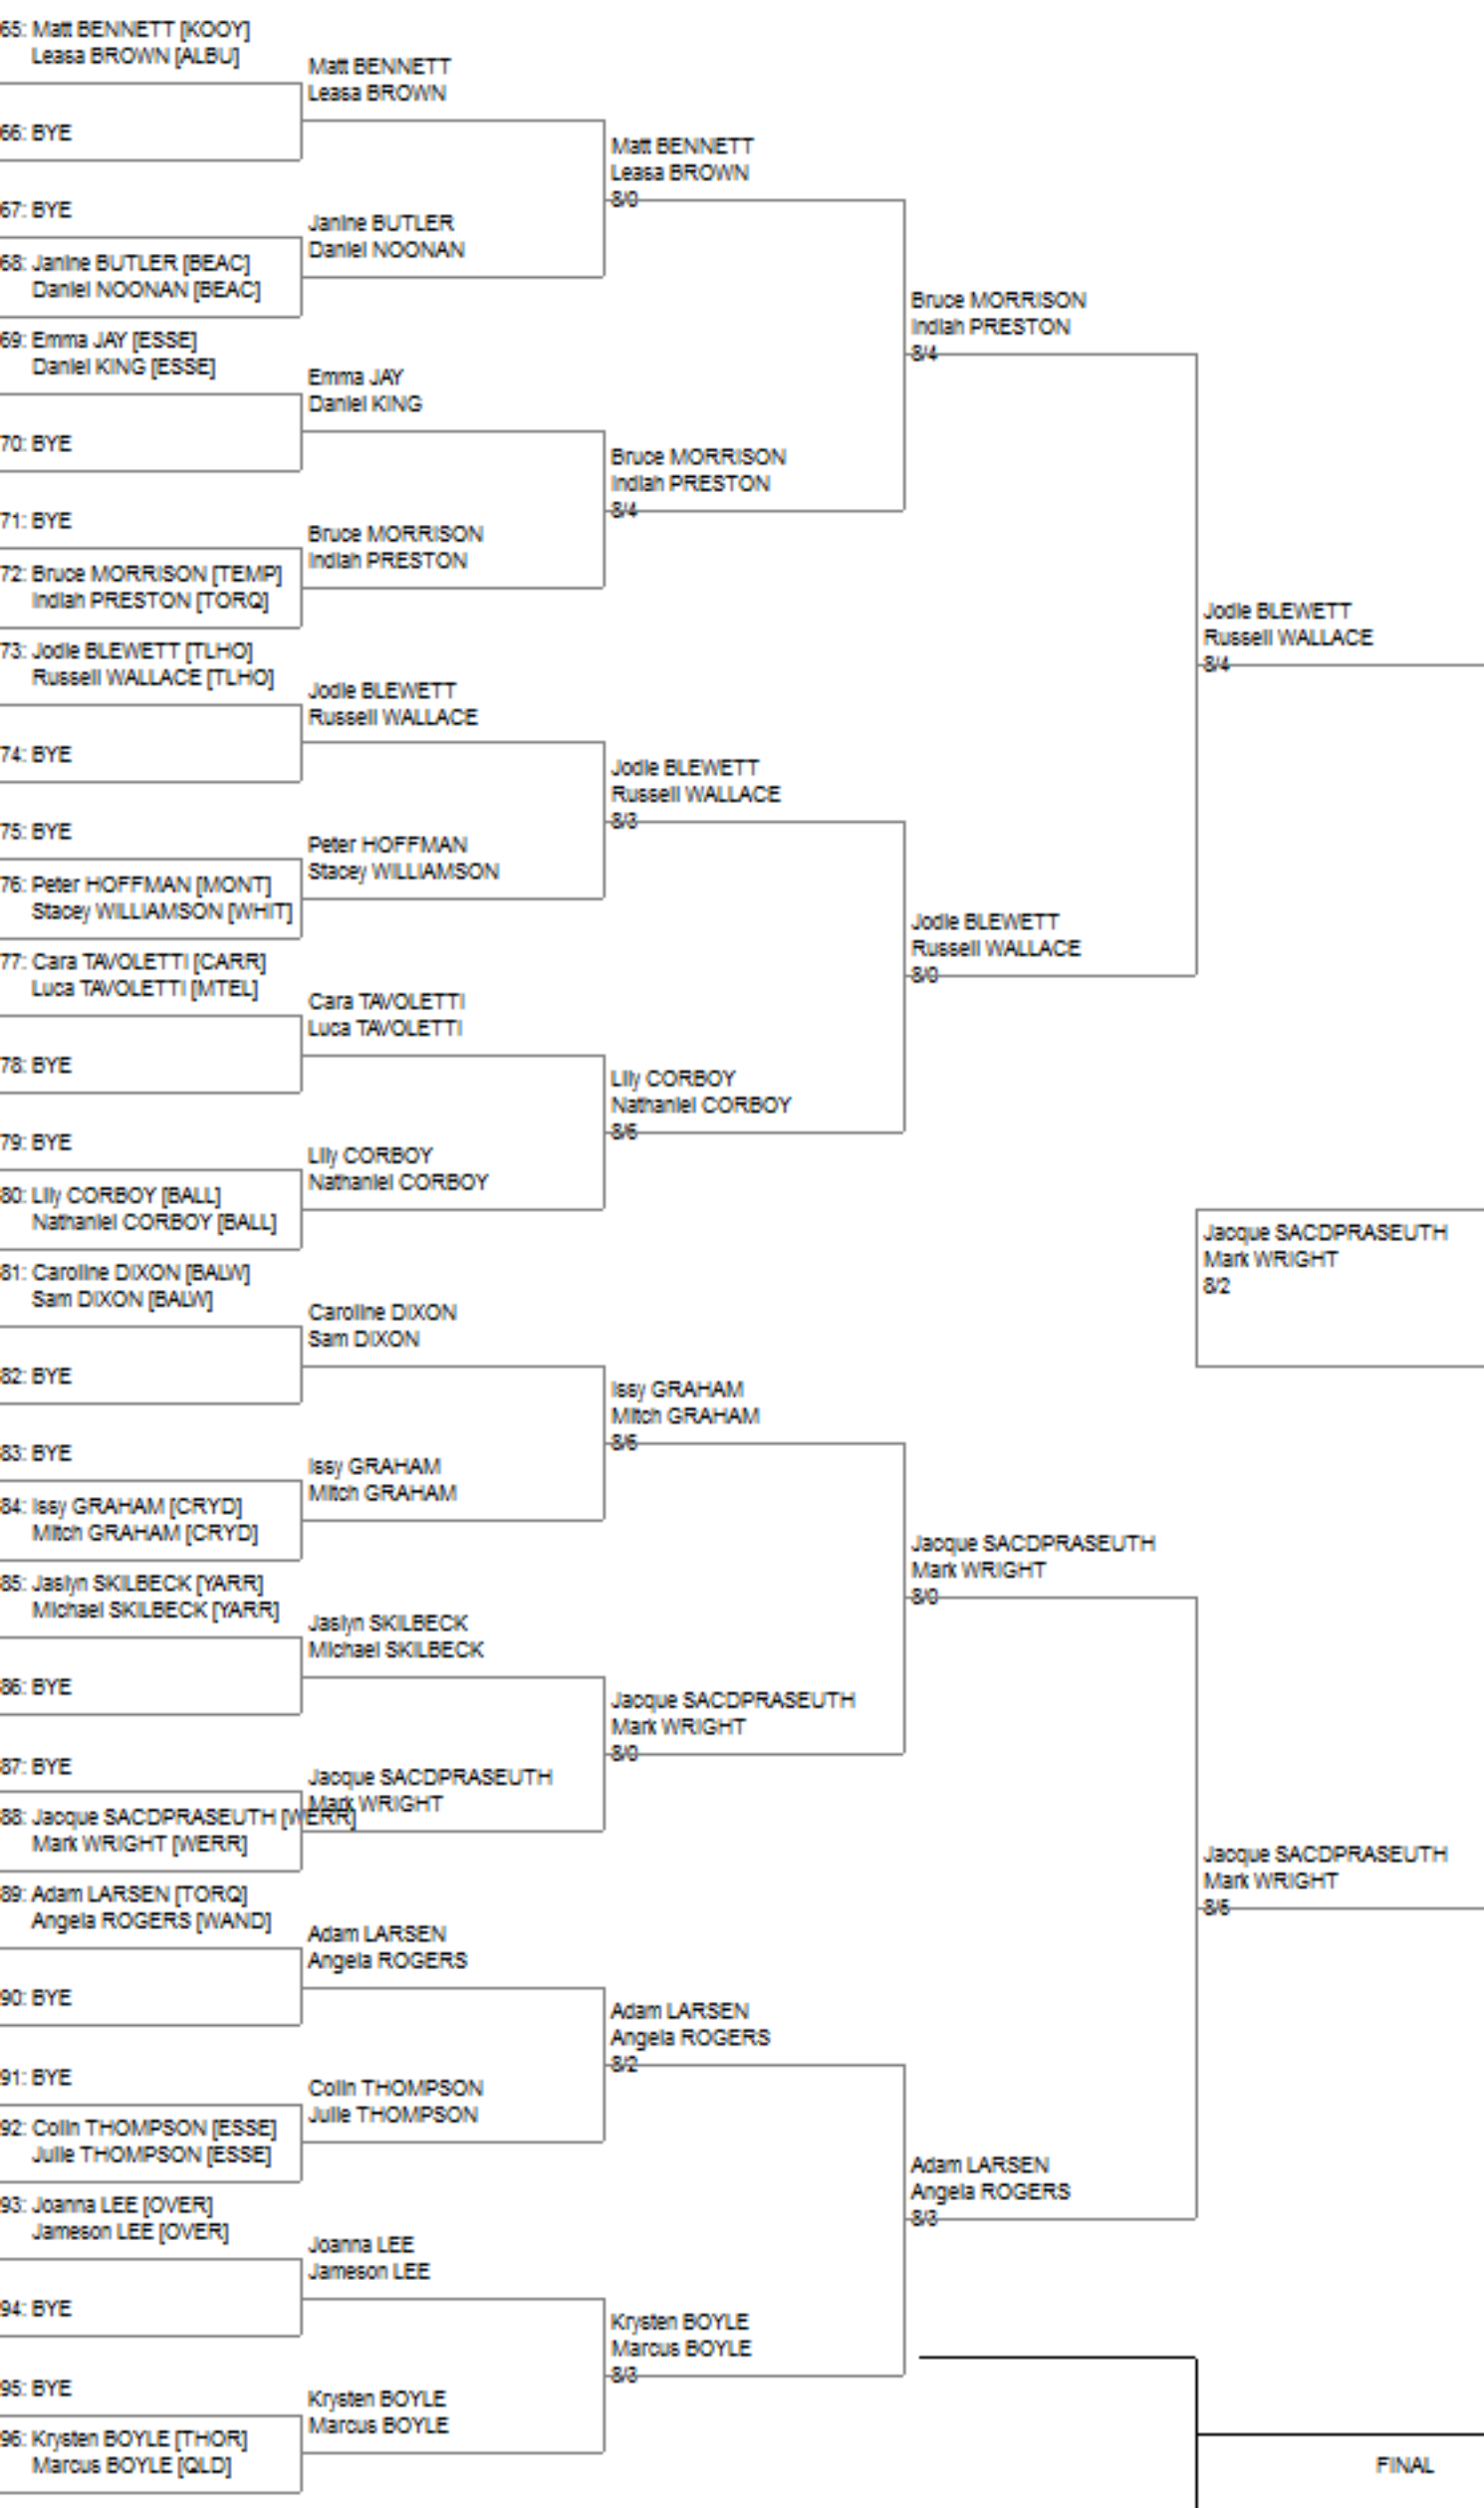 65: Matt BENNETT [KOOY]
Leasa BROWN [ALBU]
66: BYE
67: BYE
68: Janine BUTLER [BEAC]
Daniel NOONAN [BEAC]
69: Emma JAY [ESSE]
Daniel KING [ESSE]
70: BYE
71: BYE
72: Bruce MORRISON [TEMP]
Indiah PRESTON [TORQ]
73: Jodie BLEWETT [TLHO]
Russell WALLACE [TLHO]
74: BYE
75: BYE
76: Peter HOFFMAN [MONT]
Stacey WILLIAMSON [WHIT]
77: Cara TAVOLETTI [CARR]
Luca TAVOLETTI [MTEL]
78: BYE
79: BYE
80: Lily CORBOY [BALL]
Nathaniel CORBOY [BALL]
81: Caroline DIXON [BALW]
Sam DIXON [BALW]
82: BYE
83: BYE
84: Issy GRAHAM [CRYD]
Mitch GRAHAM [CRYD]
85: Jaslyn SKILBECK [YARR]
Michael SKILBECK [YARR]
86: BYE
87: BYE
88: Jacque SACDPRASEUTH [WERR]
Mark WRIGHT [WERR]
89: Adam LARSEN [TORQ]
Angela ROGERS [WAND]
90: BYE
91: BYE
92: Colin THOMPSON [ESSE]
Julie THOMPSON [ESSE]
93: Joanna LEE [OVER]
Jameson LEE [OVER]
94: BYE
95: BYE
96: Krysten BOYLE [THOR]
Marcus BOYLE [QLD]
Matt BENNETT
Leasa BROWN
Janine BUTLER
Daniel NOONAN
Emma JAY
Daniel KING
Bruce MORRISON
Indiah PRESTON
Jodie BLEWETT
Russell WALLACE
Peter HOFFMAN
Stacey WILLIAMSON
Cara TAVOLETTI
Luca TAVOLETTI
Lily CORBOY
Nathaniel CORBOY
Caroline DIXON
Sam DIXON
Issy GRAHAM
Mitch GRAHAM
Jaslyn SKILBECK
Michael SKILBECK
Jacque SACDPRASEUTH
Mark WRIGHT
Adam LARSEN
Angela ROGERS
Colin THOMPSON
Julie THOMPSON
Joanna LEE
Jameson LEE
Krysten BOYLE
Marcus BOYLE
Matt BENNETT
Leasa BROWN
8/0
Bruce MORRISON
Indiah PRESTON
8/4
Jodie BLEWETT
Russell WALLACE
8/3
Lily CORBOY
Nathaniel CORBOY
Issy GRAHAM
Mitch GRAHAM
Jacque SACDPRASEUTH
Mark WRIGHT
8/0
Adam LARSEN
Angela ROGERS
8/2
Krysten BOYLE
Marcus BOYLE
8/3
Bruce MORRISON
Indiah PRESTON
8/4
Jodie BLEWETT
Russell WALLACE
8/0
Jacque SACDPRASEUTH
Mark WRIGHT
8/0
Adam LARSEN
Angela ROGERS
8/3
Jodie BLEWETT
Russell WALLACE
8/4
Jacque SACDPRASEUTH
Mark WRIGHT
8/2
Jacque SACDPRASEUTH
Mark WRIGHT
FINAL